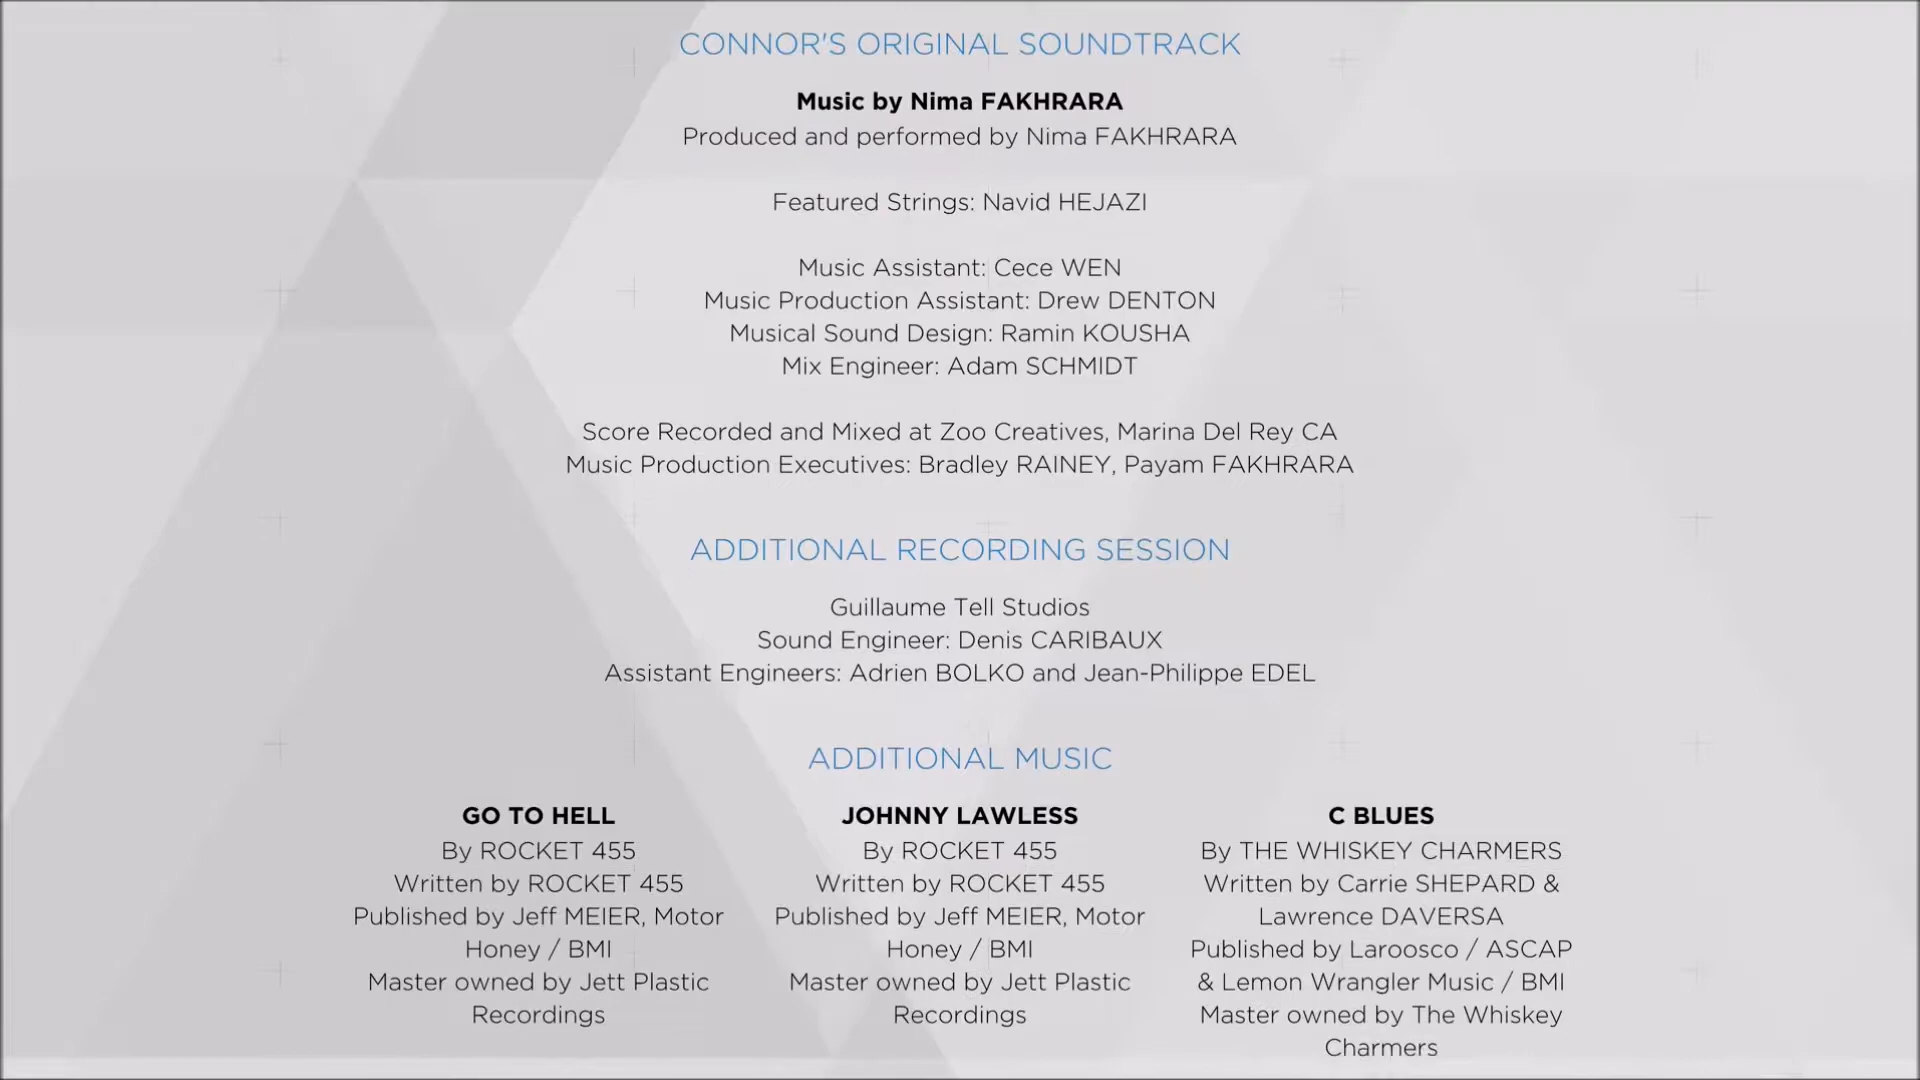 CONNOR'S ORIGINAL SOUNDTRACK
Music by Nima FAKHRARA
Produced and performed by Nima FAKHRARA
Featured Strings: Navid HEJAZI
Music Assistant: Cece WEN
Music Production Assistant: Drew DENTON
Musical Sound Design: Ramin KOUSHA
Mix Engineer: Adam SCHMIDT
Score Recorded and Mixed at Zoo Creatives, Marina Del Rey CA
Music Production Executives: Bradley RAINEY, Payam FAKHRARA
ADDITIONAL RECORDING SESSION
Guillaume Tell Studios
Sound Engineer: Denis CARIBAUX
Assistant Engineers: Adrien BOLKO and Jean-Philippe EDEL
ADDITIONAL MUSIC
GO TO HELL
By ROCKET 455
Written by ROCKET 455
Published by Jeff MEIER, Motor
Honey / BMI
Master owned by Jett Plastic
Recordings
JOHNNY LAWLESS
By ROCKET 455
Written by ROCKET 455
Published by Jeff MEIER, Motor
Honey / BMI
Master owned by Jett Plastic
Recordings
C BLUES
By THE WHISKEY CHARMERS
Written by Carrie SHEPARD &
Lawrence DAVERSA
Published by Laroosco / ASCAP
& Lemon Wrangler Music / BMI
Master owned by The Whiskey
Charmers